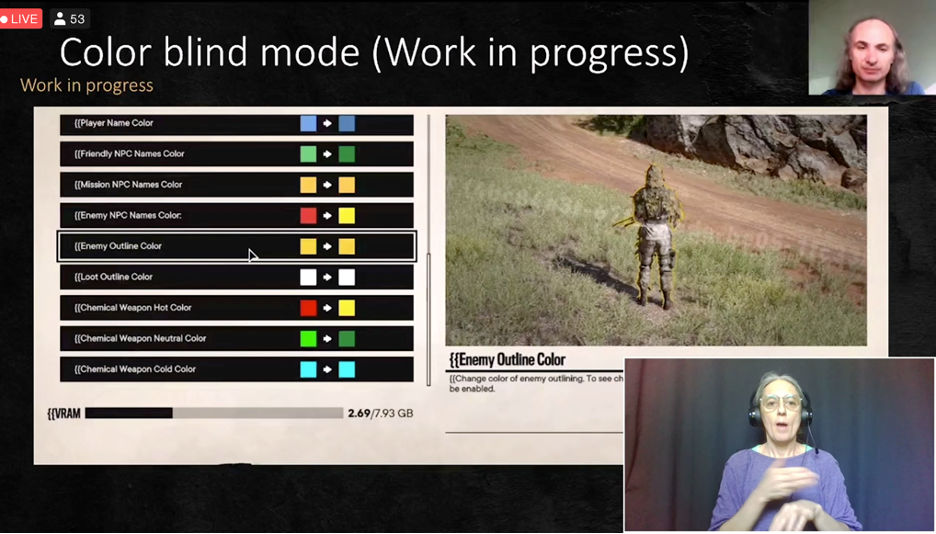 LIVE
53
Color blind mode (Work in progress)
Work in progress
{{Player Name Color
{{Friendly NPC Names Color
{{Mission NPC Names Color
{{Enemy NPC Names Color:
{{Enemy Outline Color
{{Loot Outline Color
{{Chemical Weapon Hot Color
{{Chemical Weapon Neutral Color
{{Chemical Weapon Cold Color
{{VRAM
2.69/7.93 GB
{{Enemy Outline Color
{{Change color of enemy outlining. To see ch
be enabled.